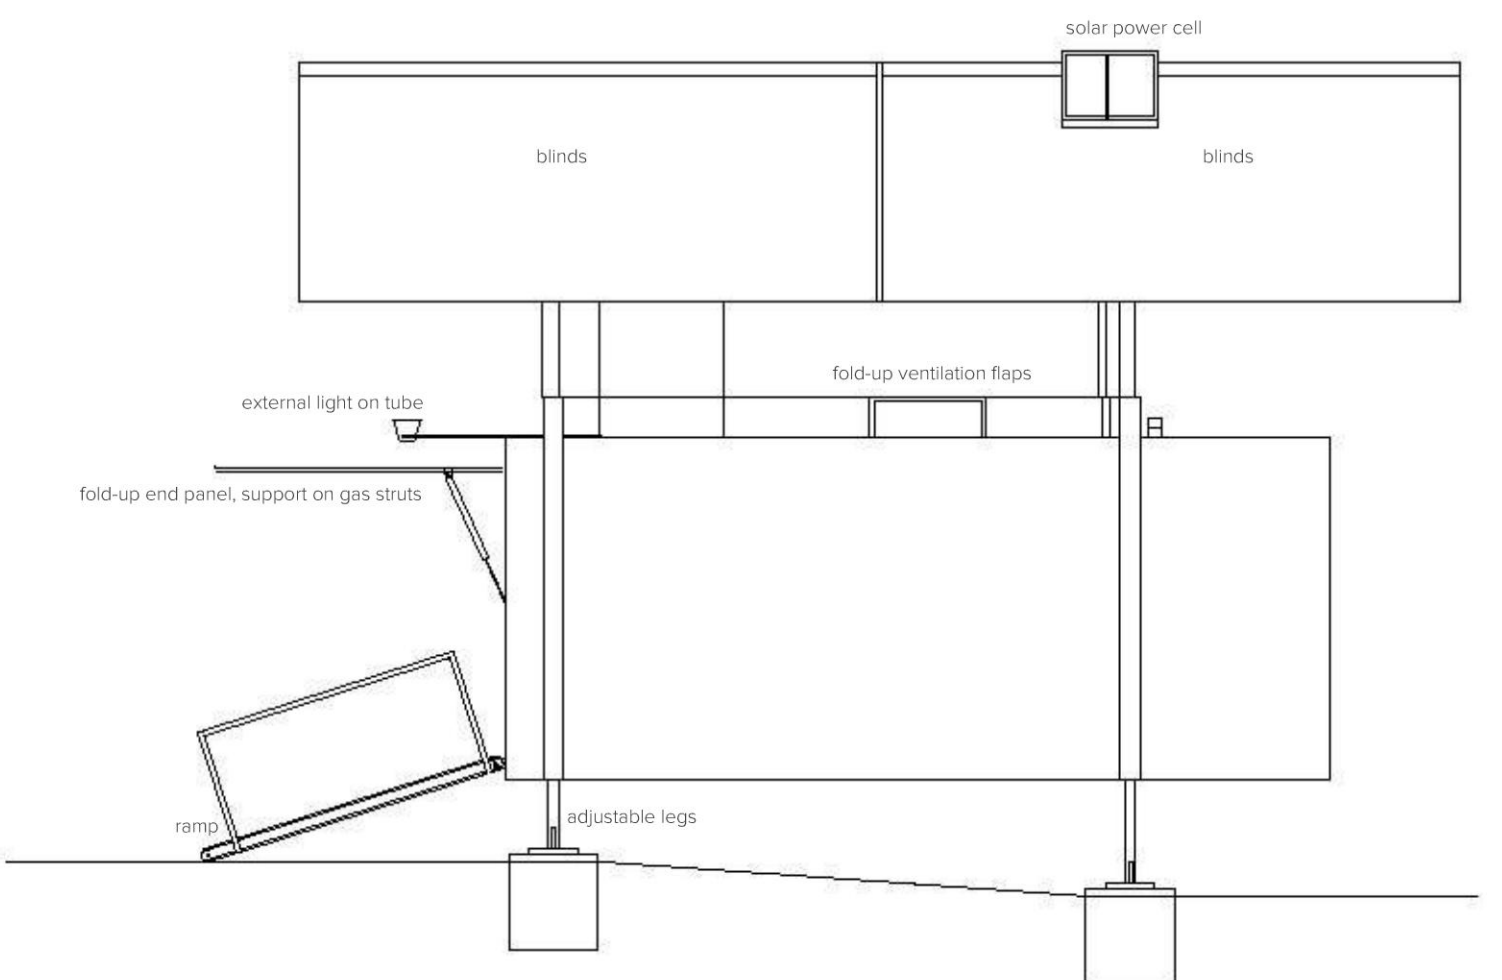 solar power cell
blinds
blinds
fold-up ventilation flaps
external light on tube
fold-up end panel, support on gas struts
adjustable legs
ramp